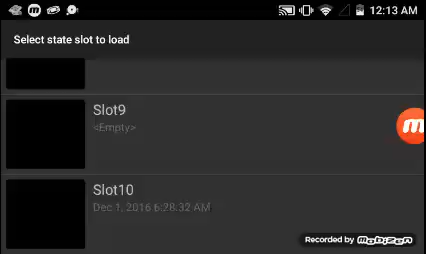 12:13 AM
Select state slot to load
Slot9
<Empty>
Slot10
Dec 1, 2016 6:28:32 AM
Recorded by mobizen